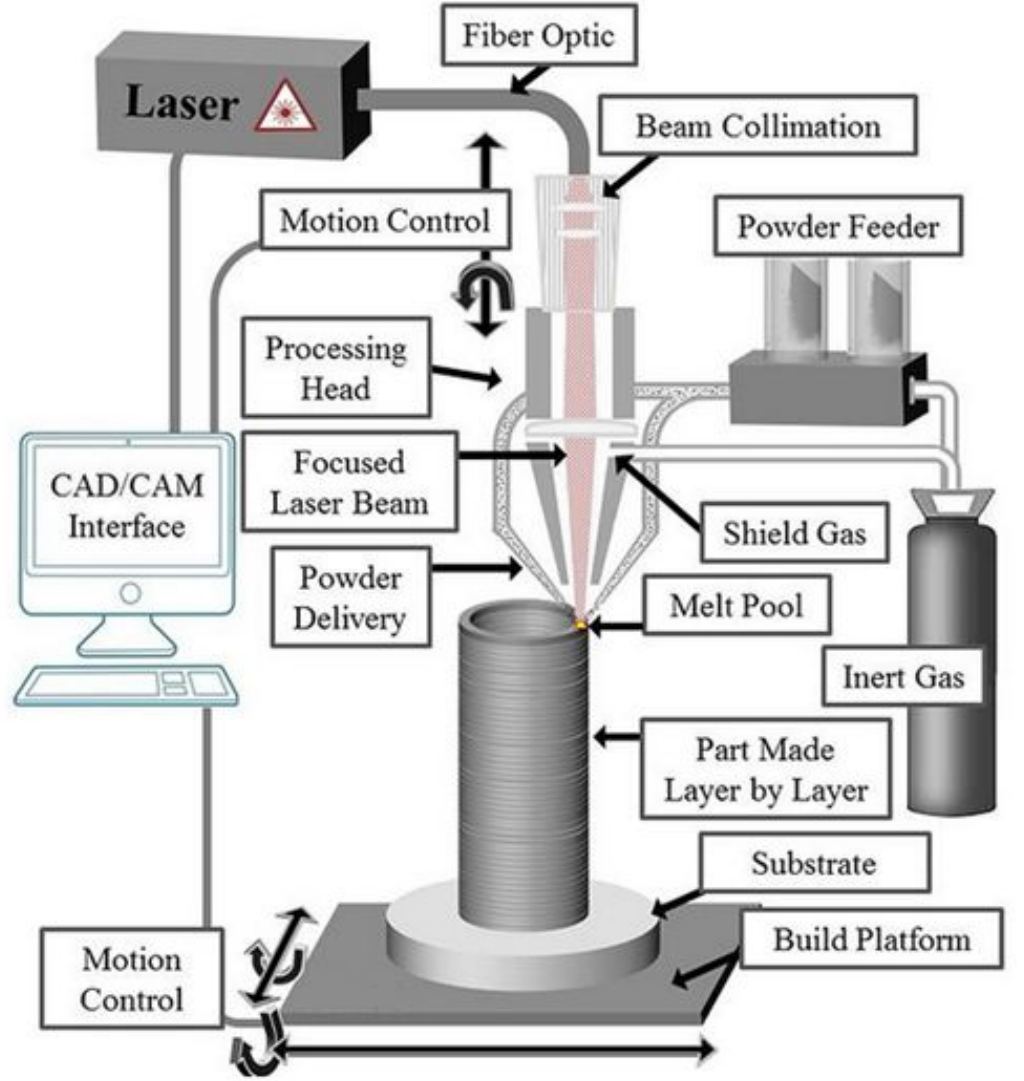 Fiber Optic
Laser
Beam Collimation
Motion Control
Powder Feeder
Processing
Head
Focused
Laser Beam
CAD/CAM
Interface
Shield Gas
Powder
Delivery
Melt Pool
Inert Gas
Part Made
Layer by Layer
Substrate
Build Platform
Motion
Control